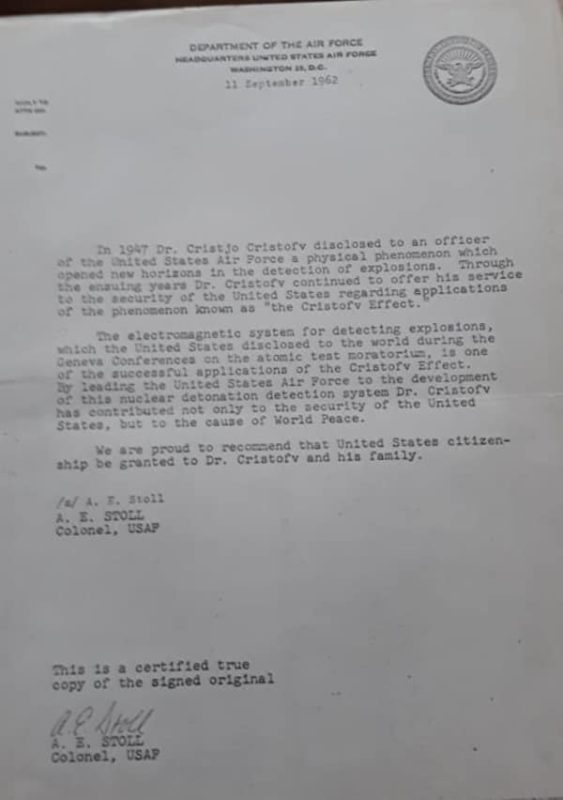 DEPARTMENT OF THE AIR FORCE
HEADQUARTERS UNITED STATES AIR FORCE
WASHINGTON 25, D.C.
11 September 1962
In 1947 Dr. Cristjo Cristofv disclosed to an officer
of the United States Air Force a physical phenomenon which
opened new horizons in the detection of explosions. Through
the ensuing years Dr. Cristofv continued to offer his service
to the security of the United States regarding applications
of the phenomenon known as "the Cristofv Effect."
The electromagnetic system for detecting explosions,
which the United States disclosed to the world during the
Geneva Conferences on the atomic test moratorium, is one
of the successful applications of the Cristofv Effect.
By leading the United States Air Force to the development
of this nuclear detonation detection system Dr. Cristofv
has contributed not only to the security of the United
States, but to the cause of World Peace.
We are proud to recommend that United States citizen-
ship be granted to Dr. Cristofv and his family.
/s/ A. E. Stoll
A. E. STOLL
Colonel, USAF
This is a certified true
copy of the signed original
A.E. Stoll
A. E. STOLL
Colonel, USAF